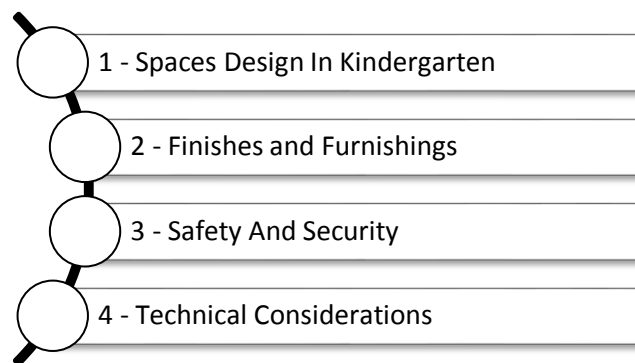 1 - Spaces Design In Kindergarten
2 - Finishes and Furnishings
3 - Safety And Security
4 - Technical Considerations